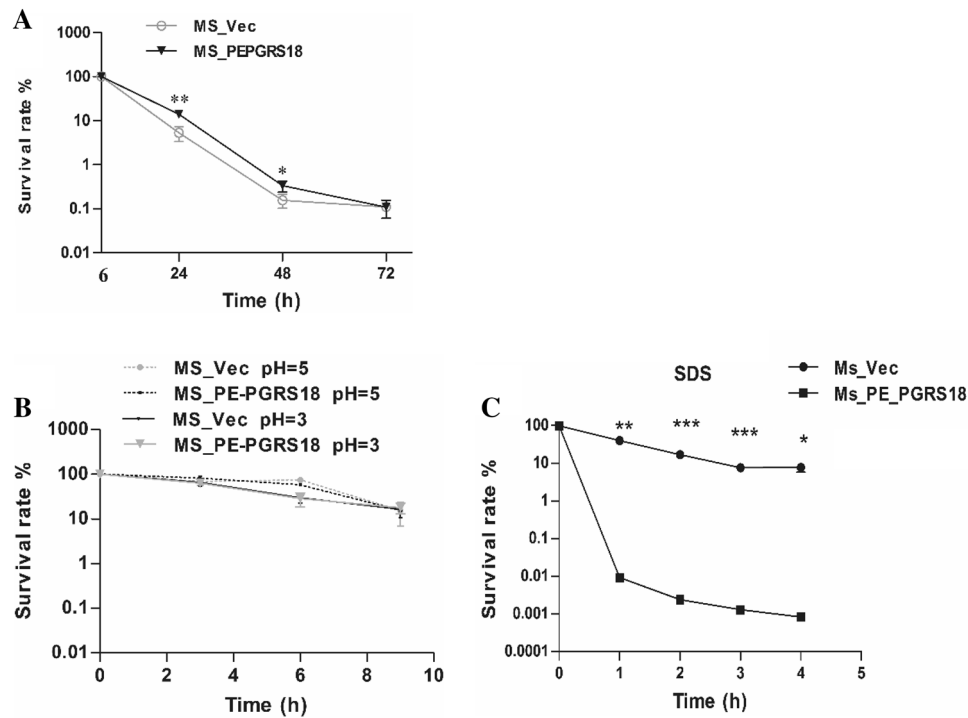 A
MS_Vec
MS_PEPGRS18
Survival rate %
1000
100
10
1
0.1
0.01
**
*
6
24
48
72
Time (h)
B
MS_Vec pH=5
MS_PE-PGRS18 pH=5
MS_Vec pH=3
MS_PE-PGRS18 pH=3
Survival rate %
1000
100
10
1
0.1
0.01
0
2
4
6
8
10
Time (h)
C
SDS
Ms_Vec
Ms_PE_PGRS18
Survival rate %
100
10
1
0.1
0.01
0.001
0.0001
**
***
***
*
0
1
2
3
4
5
Time (h)